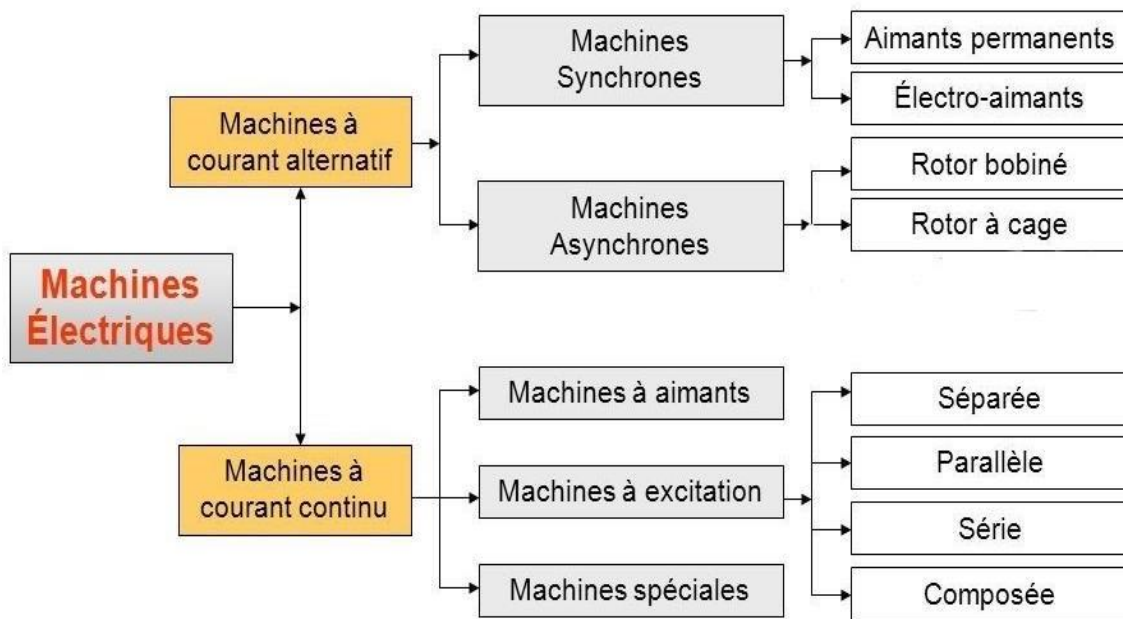 Machines
Électriques
Machines à
courant alternatif
Machines
Synchrones
Aimants permanents
Électro-aimants
Machines
Asynchrones
Rotor bobiné
Rotor à cage
Machines à
courant continu
Machines à aimants
Machines à excitation
Séparée
Parallèle
Série
Composée
Machines spéciales